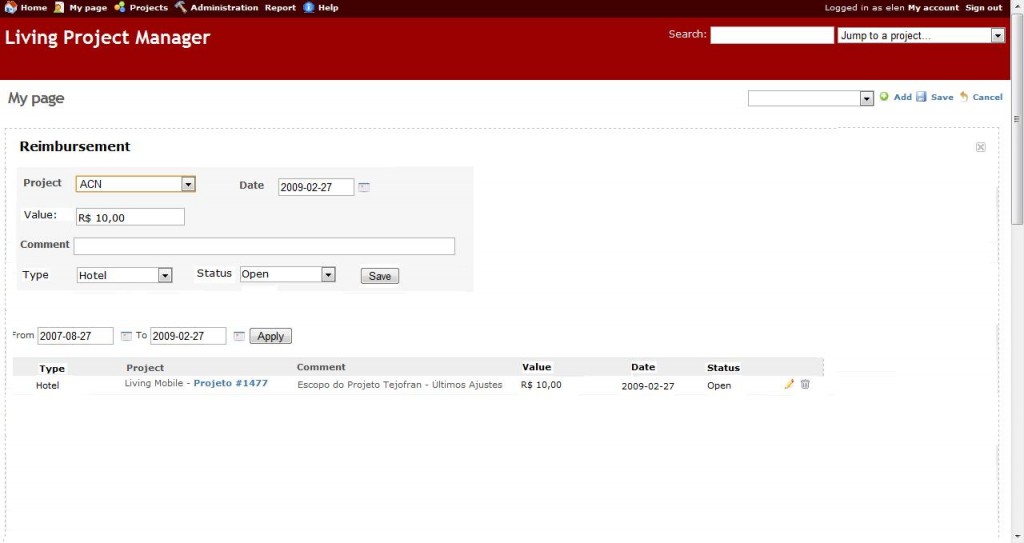 Home My page Projects Administration Report Help Logged in as elen My account Sign out
Living Project Manager
Search: Jump to a project...
My page
Add Save Cancel
Reimbursement
Project ACN Date 2009-02-27
Value: R$ 10,00
Comment
Type Hotel Status Open Save
From 2007-08-27 To 2009-02-27 Apply
Type Project Comment Value Date Status
Hotel Living Mobile - Projeto #1477 Escopo do Projeto Tejofran - Últimos Ajustes R$ 10,00 2009-02-27 Open